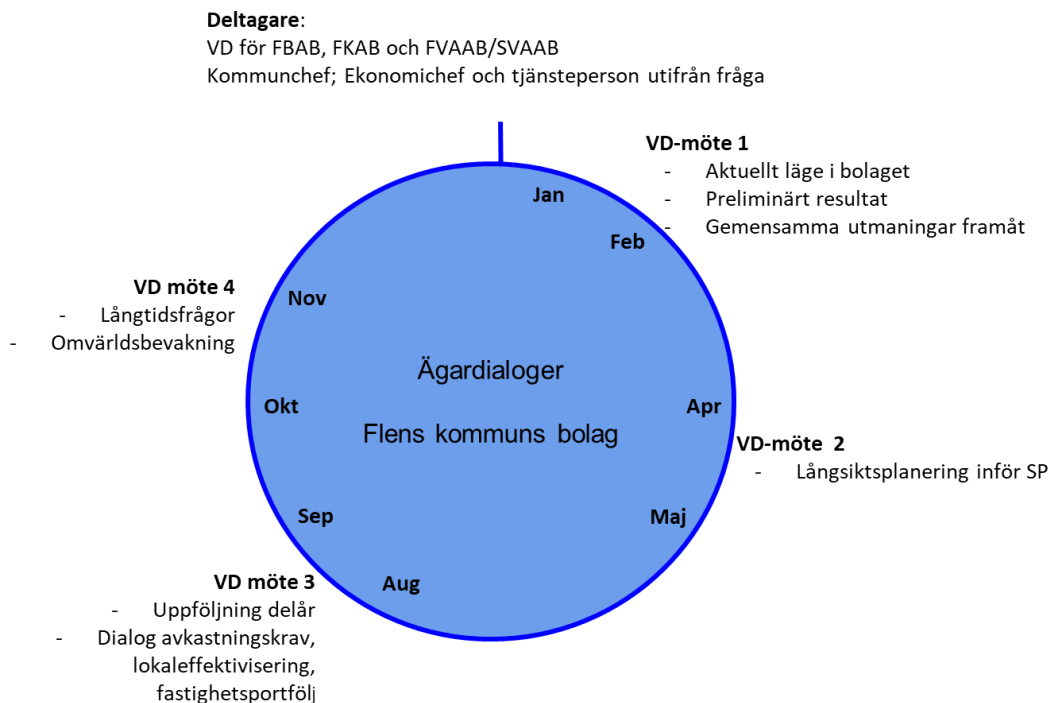 Deltagare:
VD för FBAB, FKAB och FVAAB/SVAAB
Kommunchef; Ekonomichef och tjänsteperson utifrån fråga
VD-möte 1
- Aktuellt läge i bolaget
- Preliminärt resultat
- Gemensamma utmaningar framåt
Jan
Feb
VD möte 4
- Långtidsfrågor
- Omvärldsbevakning
Nov
Ägardialoger
Flens kommuns bolag
Okt
Apr
VD-möte 2
- Långsiktsplanering inför SP
Sep
Maj
Aug
VD möte 3
- Uppföljning delår
- Dialog avkastningskrav,
lokaleffektivisering,
fastighetsportfölj